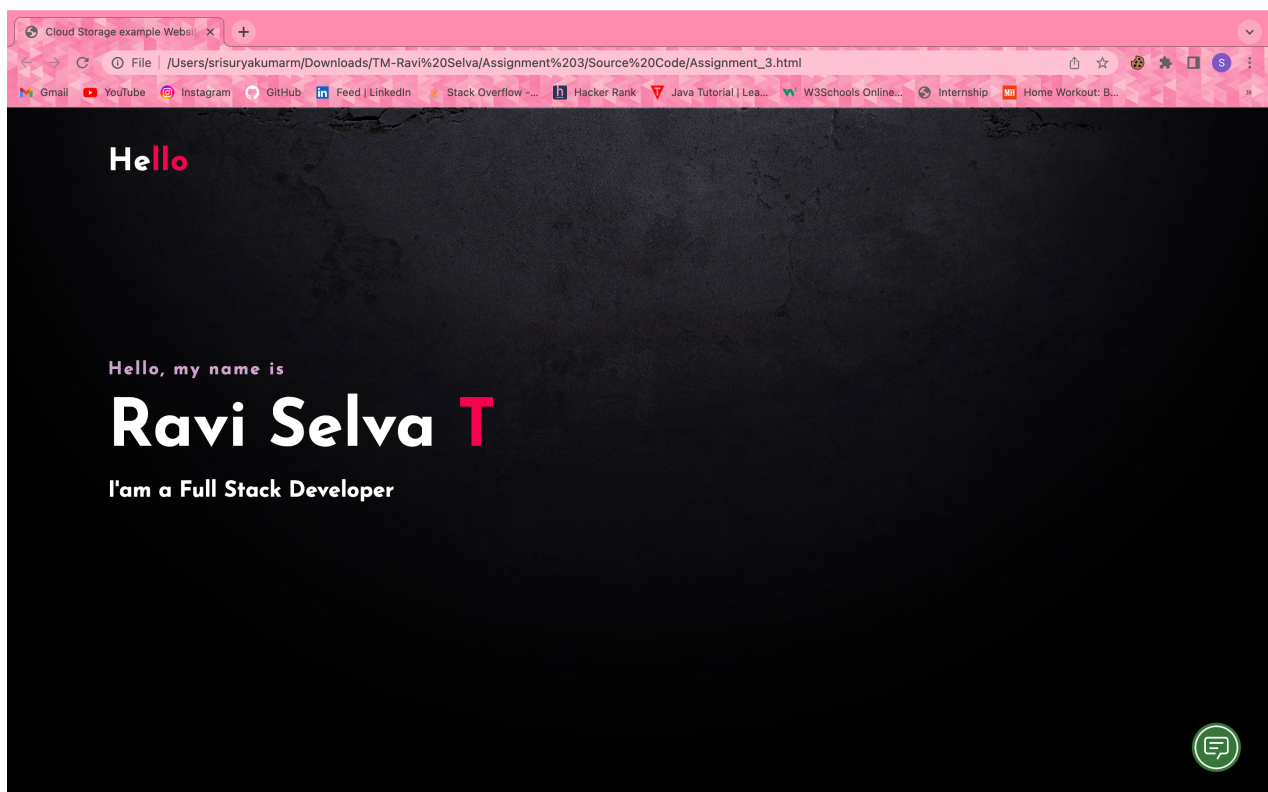 Cloud Storage example Websit
File /Users/srisuryakumarm/Downloads/TM-Ravi%20Selva/Assignment%203/Source%20Code/Assignment_3.html
S
Gmail YouTube Instagram GitHub Feed | LinkedIn Stack Overflow -... Hacker Rank Java Tutorial | Lea... W3Schools Online... Internship MH Home Workout: B...
Hello
Hello, my name is
Ravi Selva T
I'am a Full Stack Developer